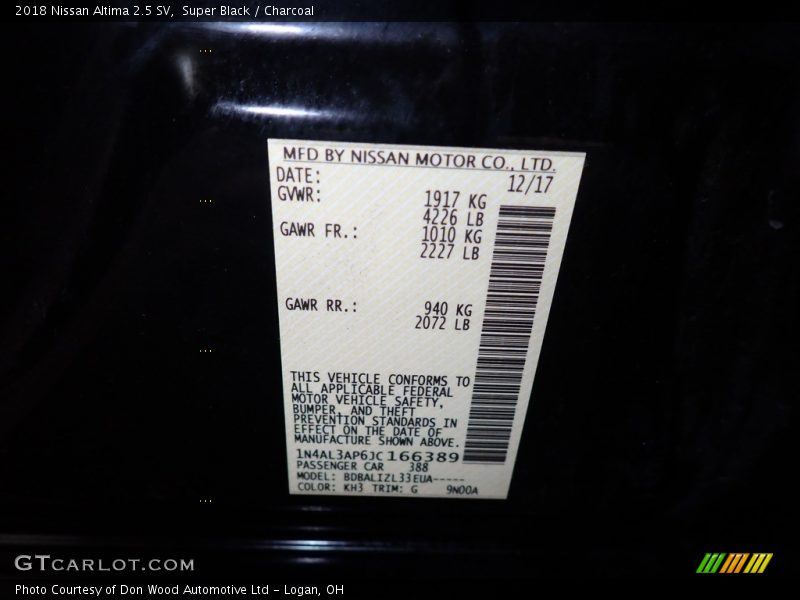 2018 Nissan Altima 2.5 SV,  Super Black / Charcoal
MFD BY NISSAN MOTOR CO., LTD.
DATE: 12/17
GVWR: 1917 KG
4226 LB
GAWR FR.: 1010 KG
2227 LB
GAWR RR.: 940 KG
2072 LB
THIS VEHICLE CONFORMS TO
ALL APPLICABLE FEDERAL
MOTOR VEHICLE SAFETY,
BUMPER, AND THEFT
PREVENTION STANDARDS IN
EFFECT ON THE DATE OF
MANUFACTURE SHOWN ABOVE.
1N4AL3AP6JC166389
PASSENGER CAR 388
MODEL: BDBALIZL33EUA-----
COLOR: KH3 TRIM: G 9N00A
GTCARLOT.COM
Photo Courtesy of Don Wood Automotive Ltd - Logan, OH